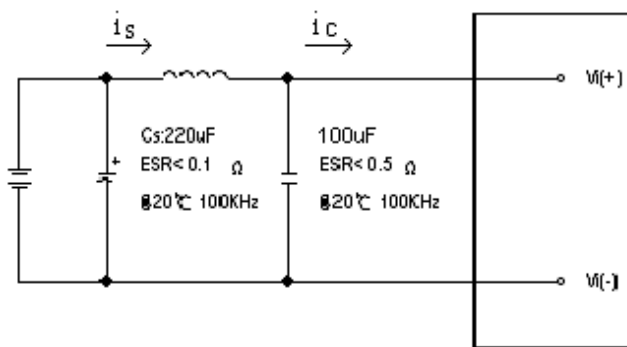 is
ic
Vi(+)
Cs:220uF
ESR< 0.1 Ω
@20℃ 100KHz
+
100uF
ESR< 0.5 Ω
@20℃ 100KHz
Vi(-)